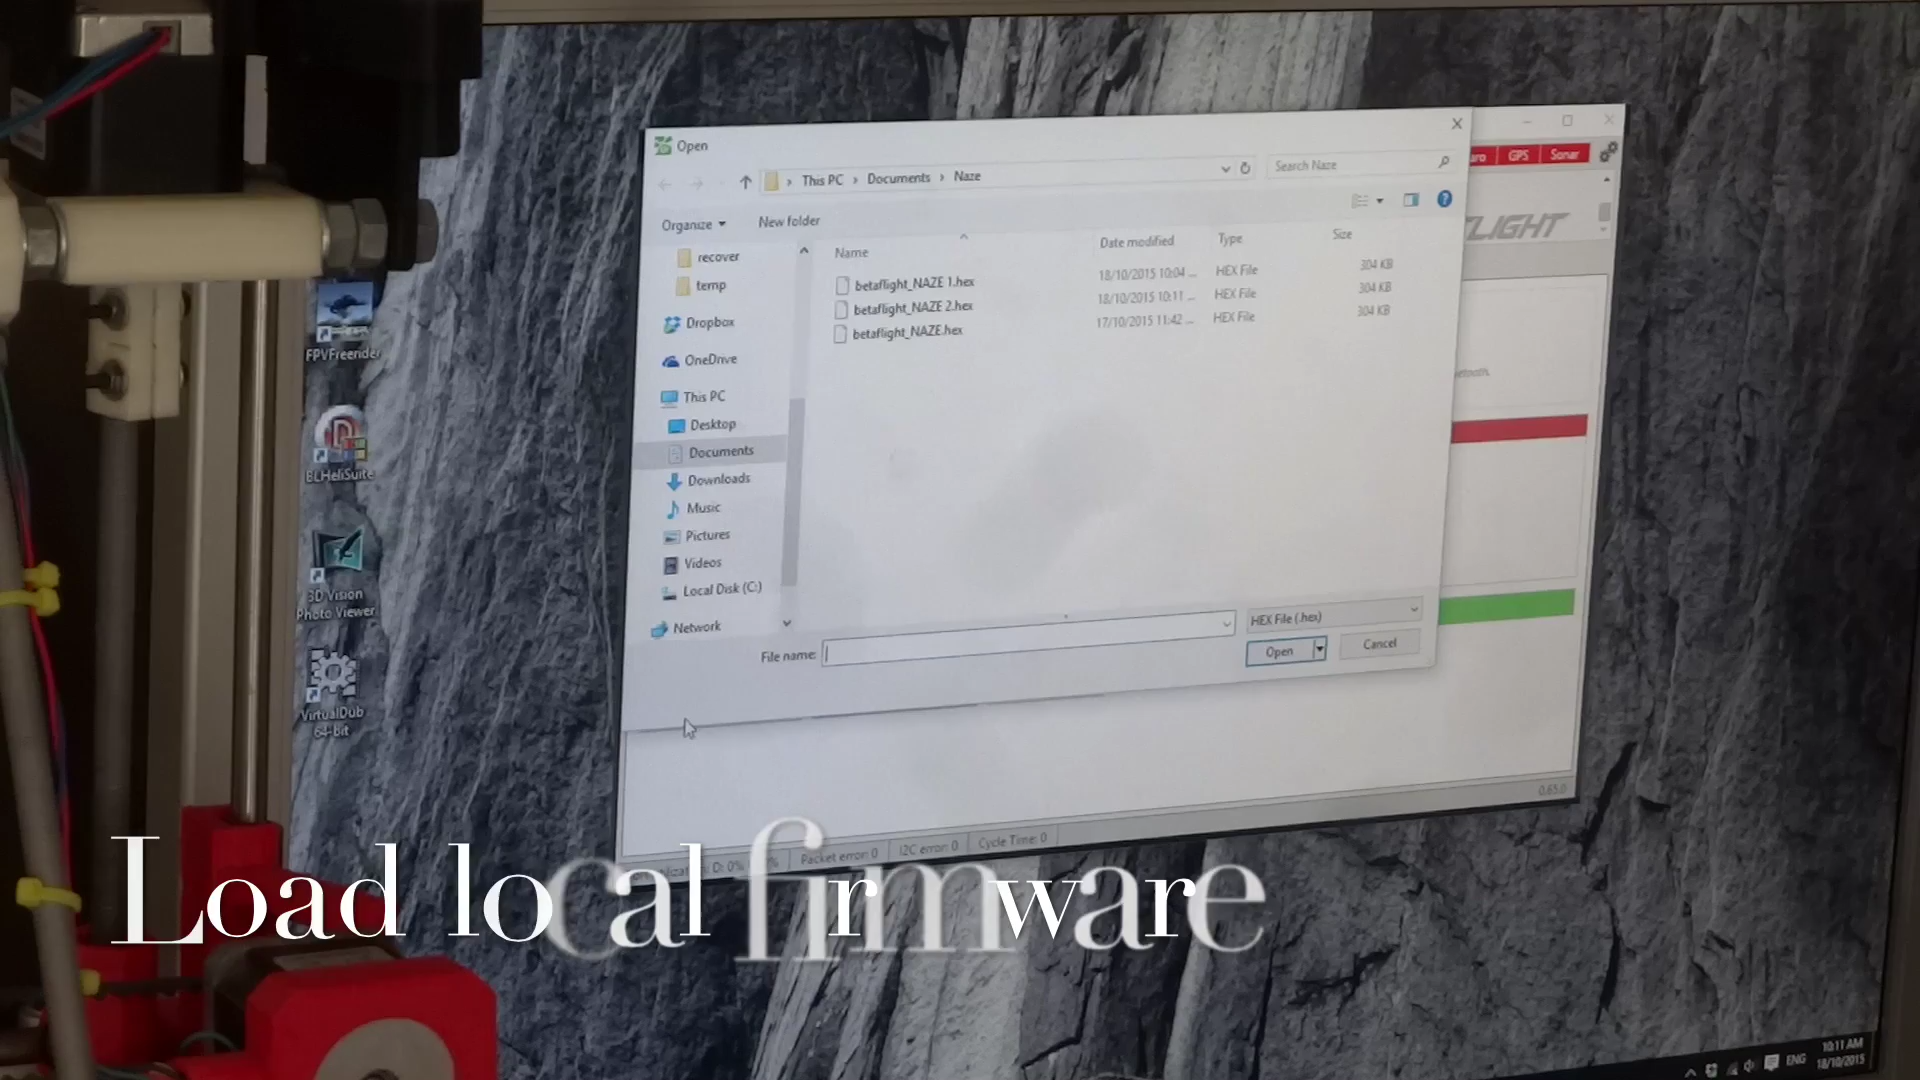 Open
This PC › Documents › Naze
Search Naze
Organize
New folder
Name
Date modified
Type
Size
betaflight_NAZE 1.hex
18/10/2015 10:04 ...
HEX File
304 KB
betaflight_NAZE 2.hex
18/10/2015 10:11 ...
HEX File
304 KB
betaflight_NAZE.hex
17/10/2015 11:42 ...
HEX File
304 KB
recover
temp
Dropbox
OneDrive
This PC
Desktop
Documents
Downloads
Music
Pictures
Videos
Local Disk (C:)
Network
File name:
HEX File (.hex)
Open
Cancel
GPS
Sonar
FPVFreerider
BLHeliSuite
3D Vision
Photo Viewer
VirtualDub
64-bit
0.65.0
D: 0%
Packet error: 0
I2C error: 0
Cycle Time: 0
Load local firmware
ENG
10:11 AM
18/10/2015